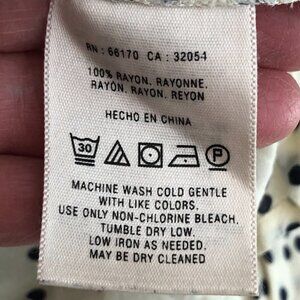 RN : 66170 CA : 32054
100% RAYON, RAYONNE,
RAYÓN, RAYON, REYON
HECHO EN CHINA
30 P
MACHINE WASH COLD GENTLE
WITH LIKE COLORS.
USE ONLY NON-CHLORINE BLEACH.
TUMBLE DRY LOW.
LOW IRON AS NEEDED.
MAY BE DRY CLEANED